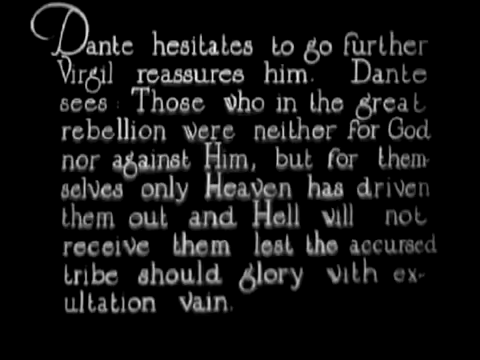 Dante hesitates to go further
Virgil reassures him. Dante
sees: Those who in the great
rebellion were neither for God
nor against Him, but for them-
selves only Heaven has driven
them out and Hell will not
receive them lest the accursed
tribe should glory with ex-
ultation vain.